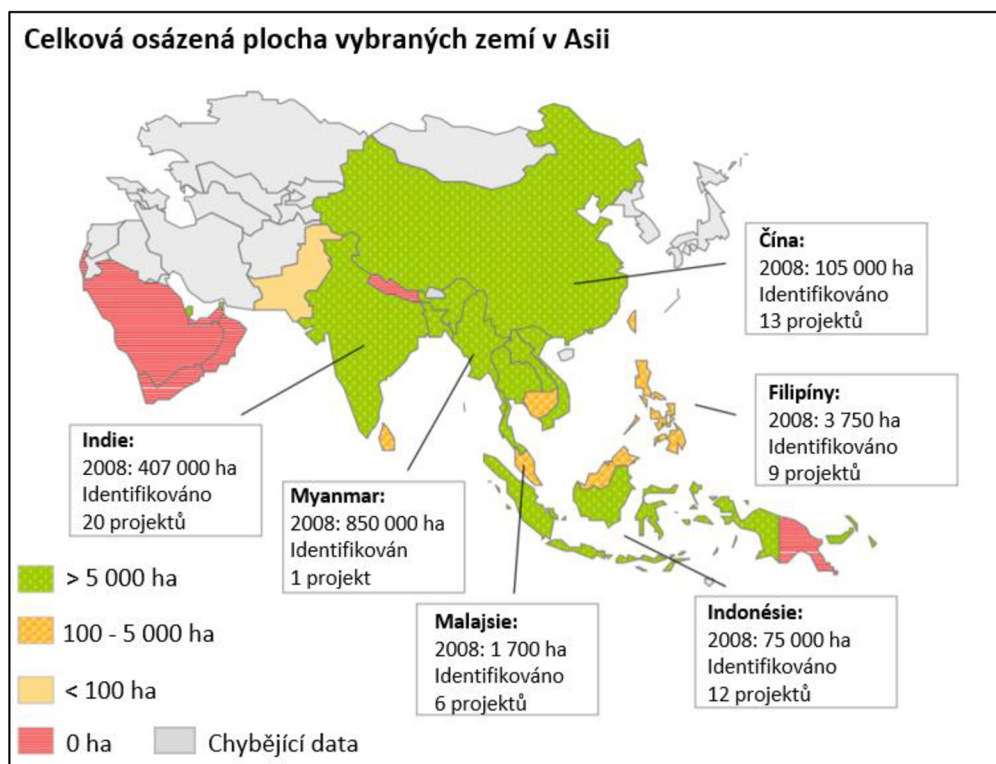 Celková osázená plocha vybraných zemí v Asii
Čína:
2008: 105 000 ha
Identifikováno
13 projektů
Filipíny:
2008: 3 750 ha
Identifikováno
9 projektů
Indie:
2008: 407 000 ha
Identifikováno
20 projektů
Myanmar:
2008: 850 000 ha
Identifikován
1 projekt
Malajsie:
2008: 1 700 ha
Identifikováno
6 projektů
Indonésie:
2008: 75 000 ha
Identifikováno
12 projektů
> 5 000 ha
100 - 5 000 ha
< 100 ha
0 ha
Chybějící data